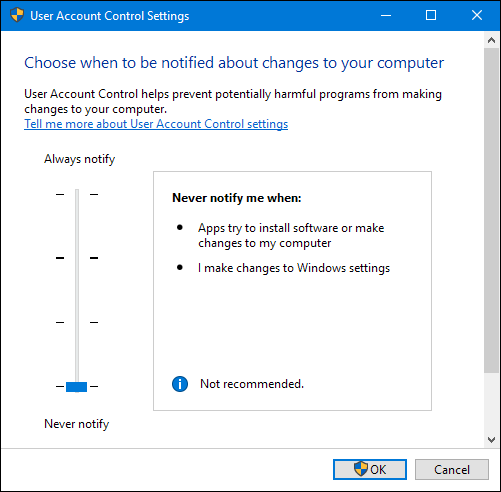 User Account Control Settings
Choose when to be notified about changes to your computer
User Account Control helps prevent potentially harmful programs from making
changes to your computer.
Tell me more about User Account Control settings
Always notify
Never notify me when:
Apps try to install software or make
changes to my computer
I make changes to Windows settings
Not recommended.
Never notify
OK
Cancel